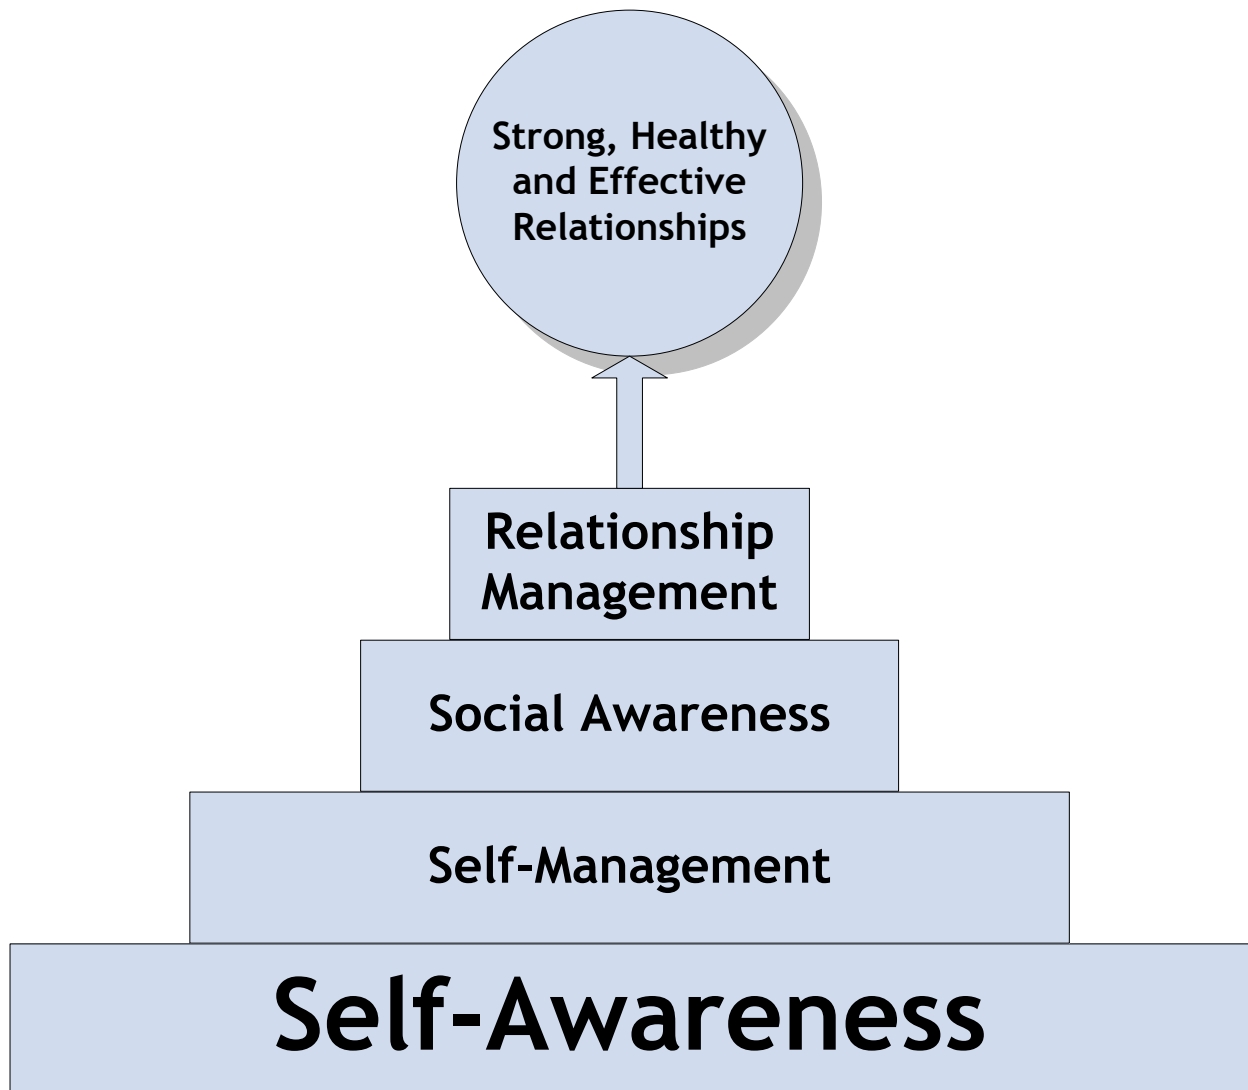 Strong, Healthy
and Effective
Relationships
Relationship
Management
Social Awareness
Self-Management
Self-Awareness